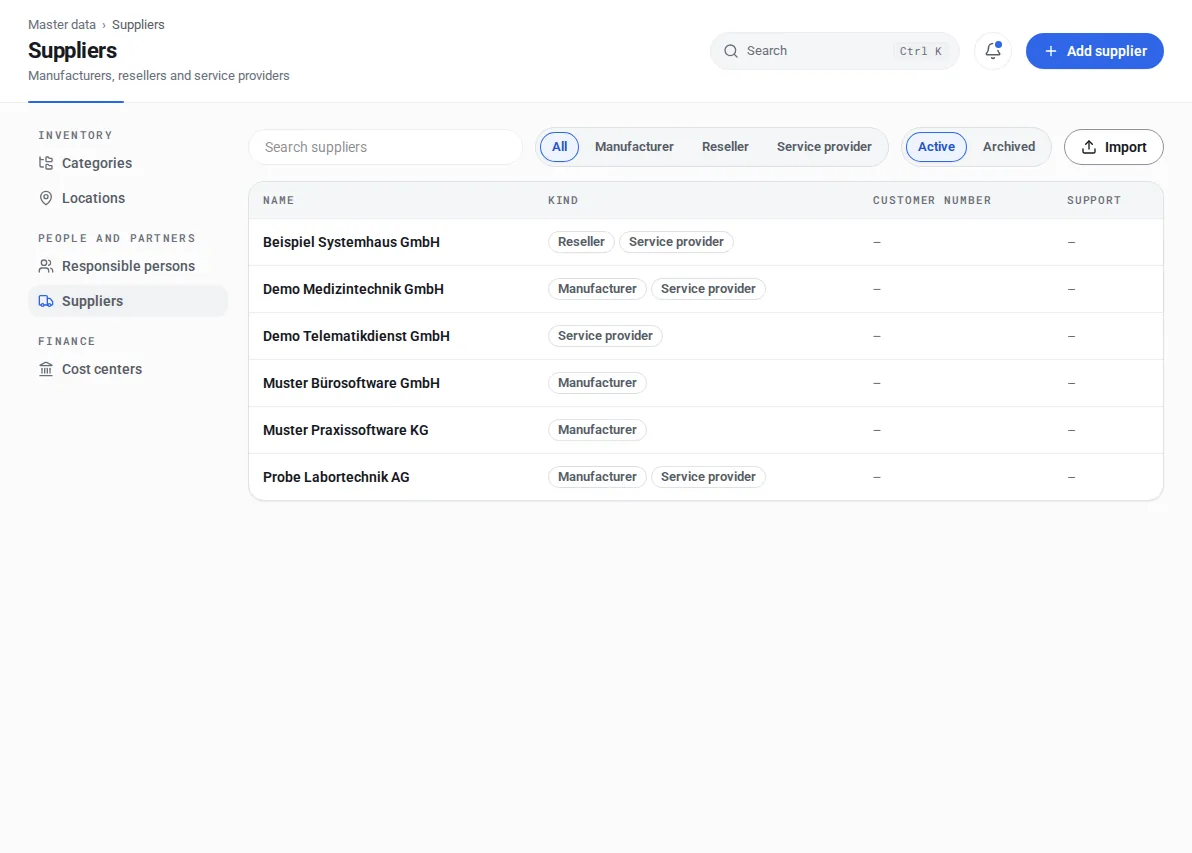 Master data › Suppliers
Suppliers
Manufacturers, resellers and service providers
Search Ctrl K
Add supplier
INVENTORY
Categories
Locations
PEOPLE AND PARTNERS
Responsible persons
Suppliers
FINANCE
Cost centers
Search suppliers
All Manufacturer Reseller Service provider
Active Archived
Import
NAME KIND CUSTOMER NUMBER SUPPORT
Beispiel Systemhaus GmbH Reseller Service provider – –
Demo Medizintechnik GmbH Manufacturer Service provider – –
Demo Telematikdienst GmbH Service provider – –
Muster Bürosoftware GmbH Manufacturer – –
Muster Praxissoftware KG Manufacturer – –
Probe Labortechnik AG Manufacturer Service provider – –